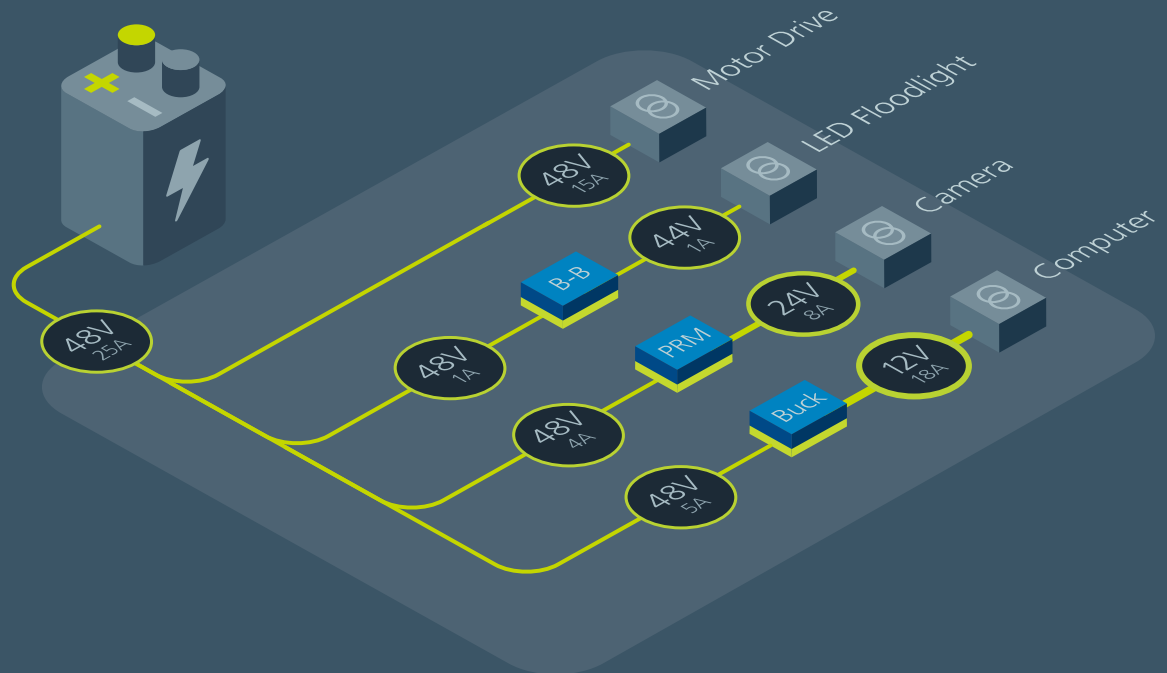 48V
25A
48V
15A
Motor Drive
48V
1A
B-B
44V
1A
LED Floodlight
48V
4A
PRM
24V
8A
Camera
48V
5A
Buck
12V
18A
Computer